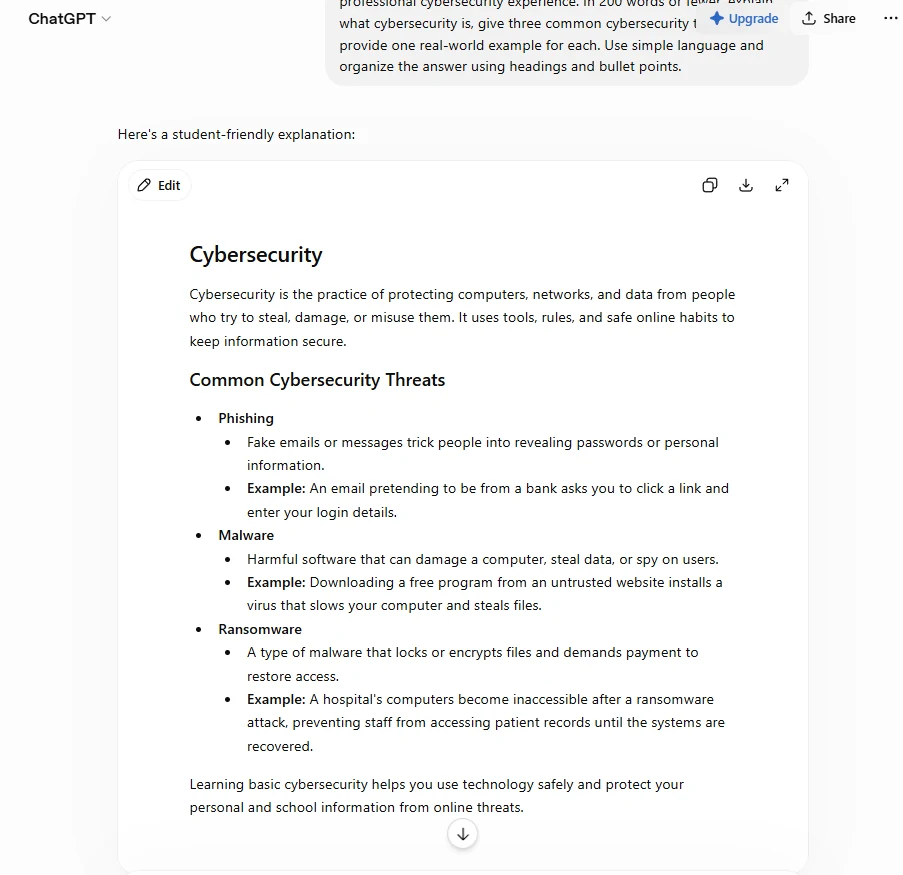 ChatGPT
professional cybersecurity experience. In 200 words or fewer, explain
Upgrade
Share
what cybersecurity is, give three common cybersecurity
provide one real-world example for each. Use simple language and
organize the answer using headings and bullet points.
Here's a student-friendly explanation:
Edit
Cybersecurity
Cybersecurity is the practice of protecting computers, networks, and data from people
who try to steal, damage, or misuse them. It uses tools, rules, and safe online habits to
keep information secure.
Common Cybersecurity Threats
• Phishing
• Fake emails or messages trick people into revealing passwords or personal
information.
• Example: An email pretending to be from a bank asks you to click a link and
enter your login details.
• Malware
• Harmful software that can damage a computer, steal data, or spy on users.
• Example: Downloading a free program from an untrusted website installs a
virus that slows your computer and steals files.
• Ransomware
• A type of malware that locks or encrypts files and demands payment to
restore access.
• Example: A hospital's computers become inaccessible after a ransomware
attack, preventing staff from accessing patient records until the systems are
recovered.
Learning basic cybersecurity helps you use technology safely and protect your
personal and school information from online threats.